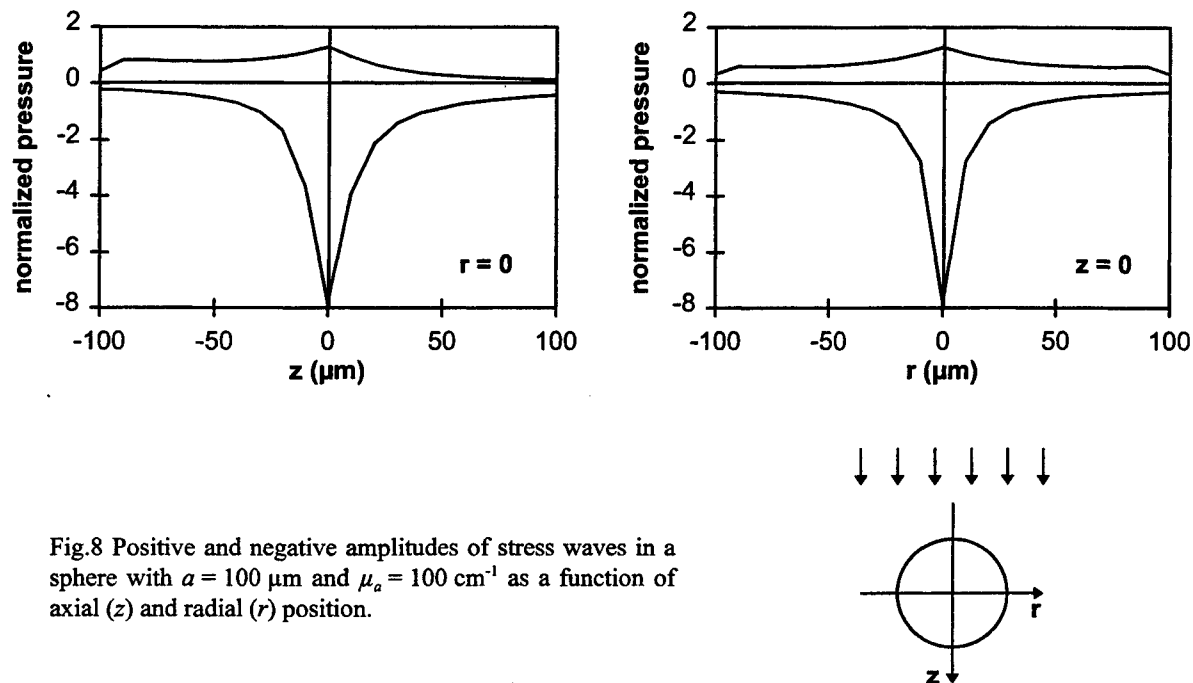 2
0
-2
-4
-6
-8
normalized pressure
r = 0
-100 -50 0 50 100
z (µm)
2
0
-2
-4
-6
-8
normalized pressure
z = 0
-100 -50 0 50 100
r (µm)
Fig.8 Positive and negative amplitudes of stress waves in a
sphere with a = 100 µm and µₐ = 100 cm⁻¹ as a function of
axial (z) and radial (r) position.
r
z